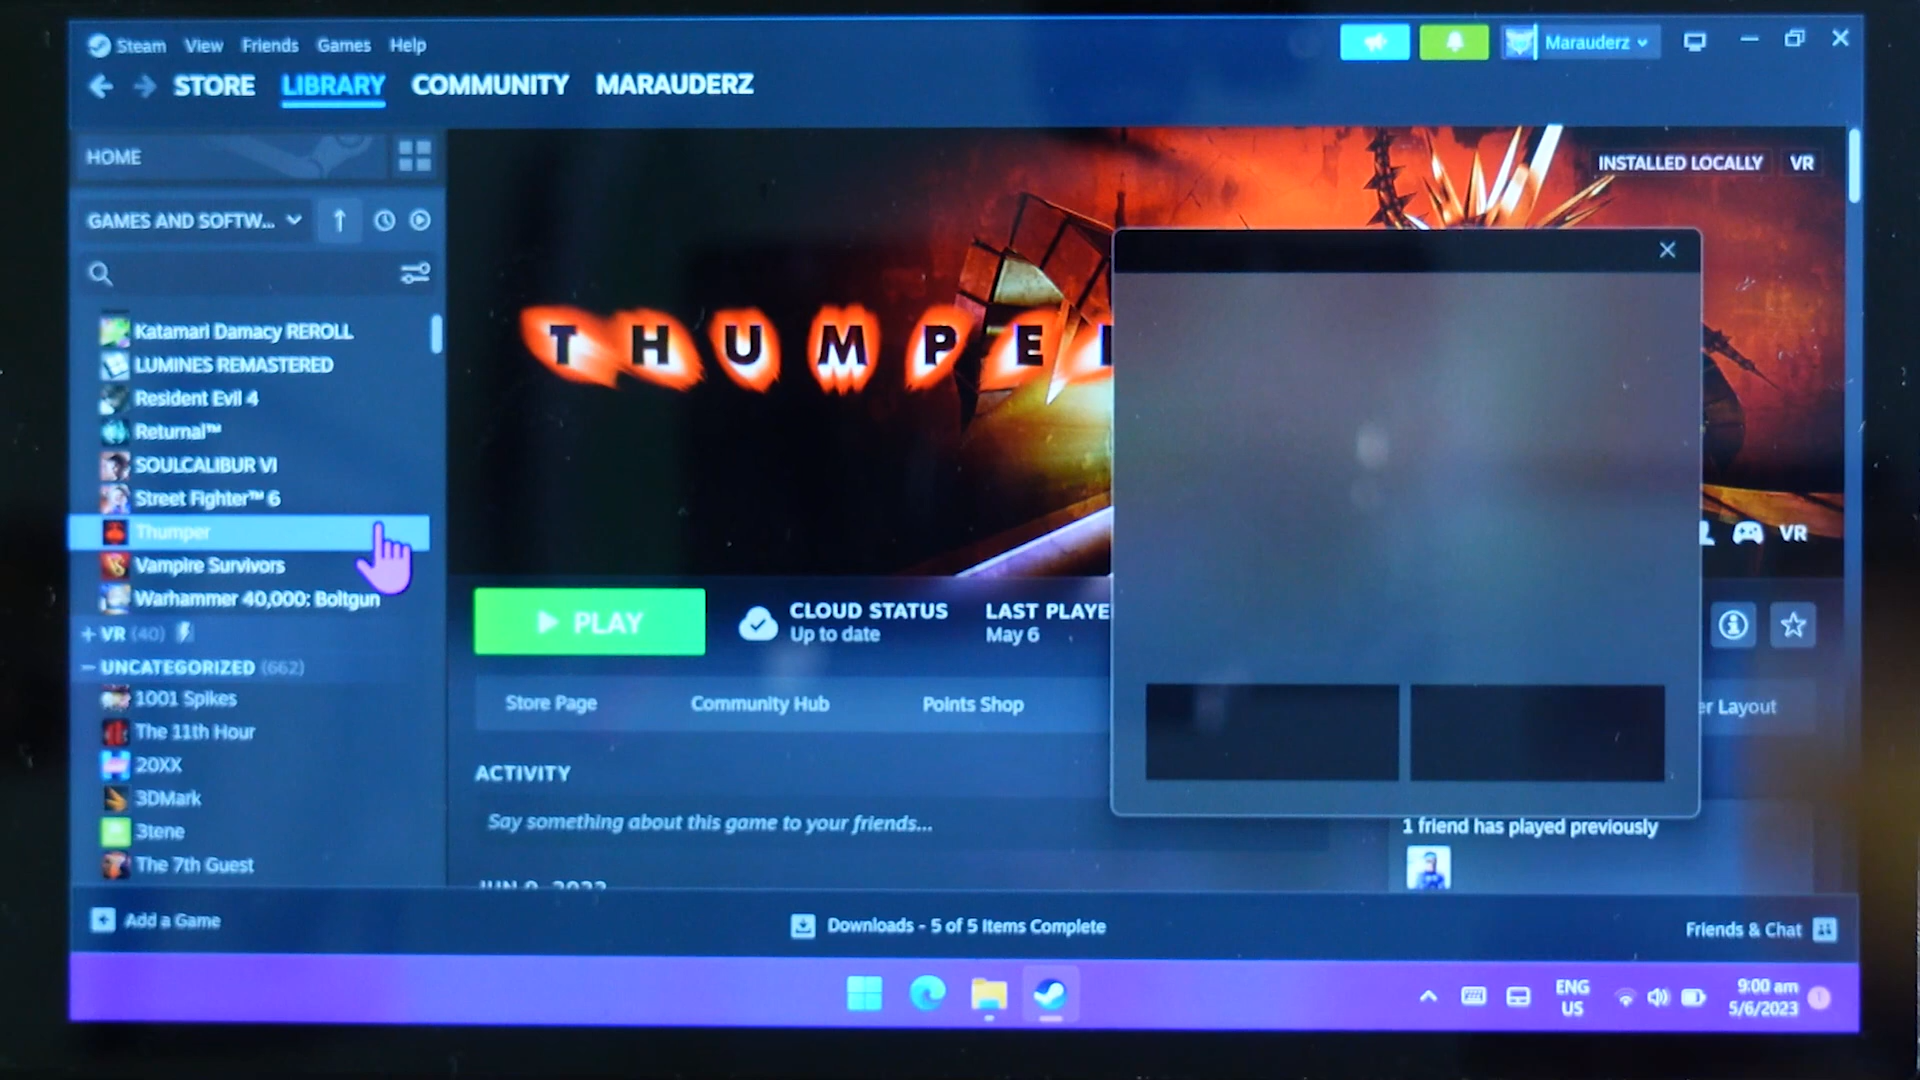 Steam View Friends Games Help
Marauderz
STORE LIBRARY COMMUNITY MARAUDERZ
HOME
INSTALLED LOCALLY VR
GAMES AND SOFTW...
THUMPE
Katamari Damacy REROLL
LUMINES REMASTERED
Resident Evil 4
Returnal™
SOULCALIBUR VI
Street Fighter™ 6
Thumper
Vampire Survivors
Warhammer 40,000: Boltgun
VR
+ VR (40)
— UNCATEGORIZED (662)
1001 Spikes
The 11th Hour
20XX
3DMark
3tene
The 7th Guest
PLAY
CLOUD STATUS
Up to date
LAST PLAYE
May 6
Store Page Community Hub Points Shop er Layout
ACTIVITY
Say something about this game to your friends...
1 friend has played previously
Add a Game
Downloads - 5 of 5 Items Complete
Friends & Chat
ENG
US
9:00 am
5/6/2023
1